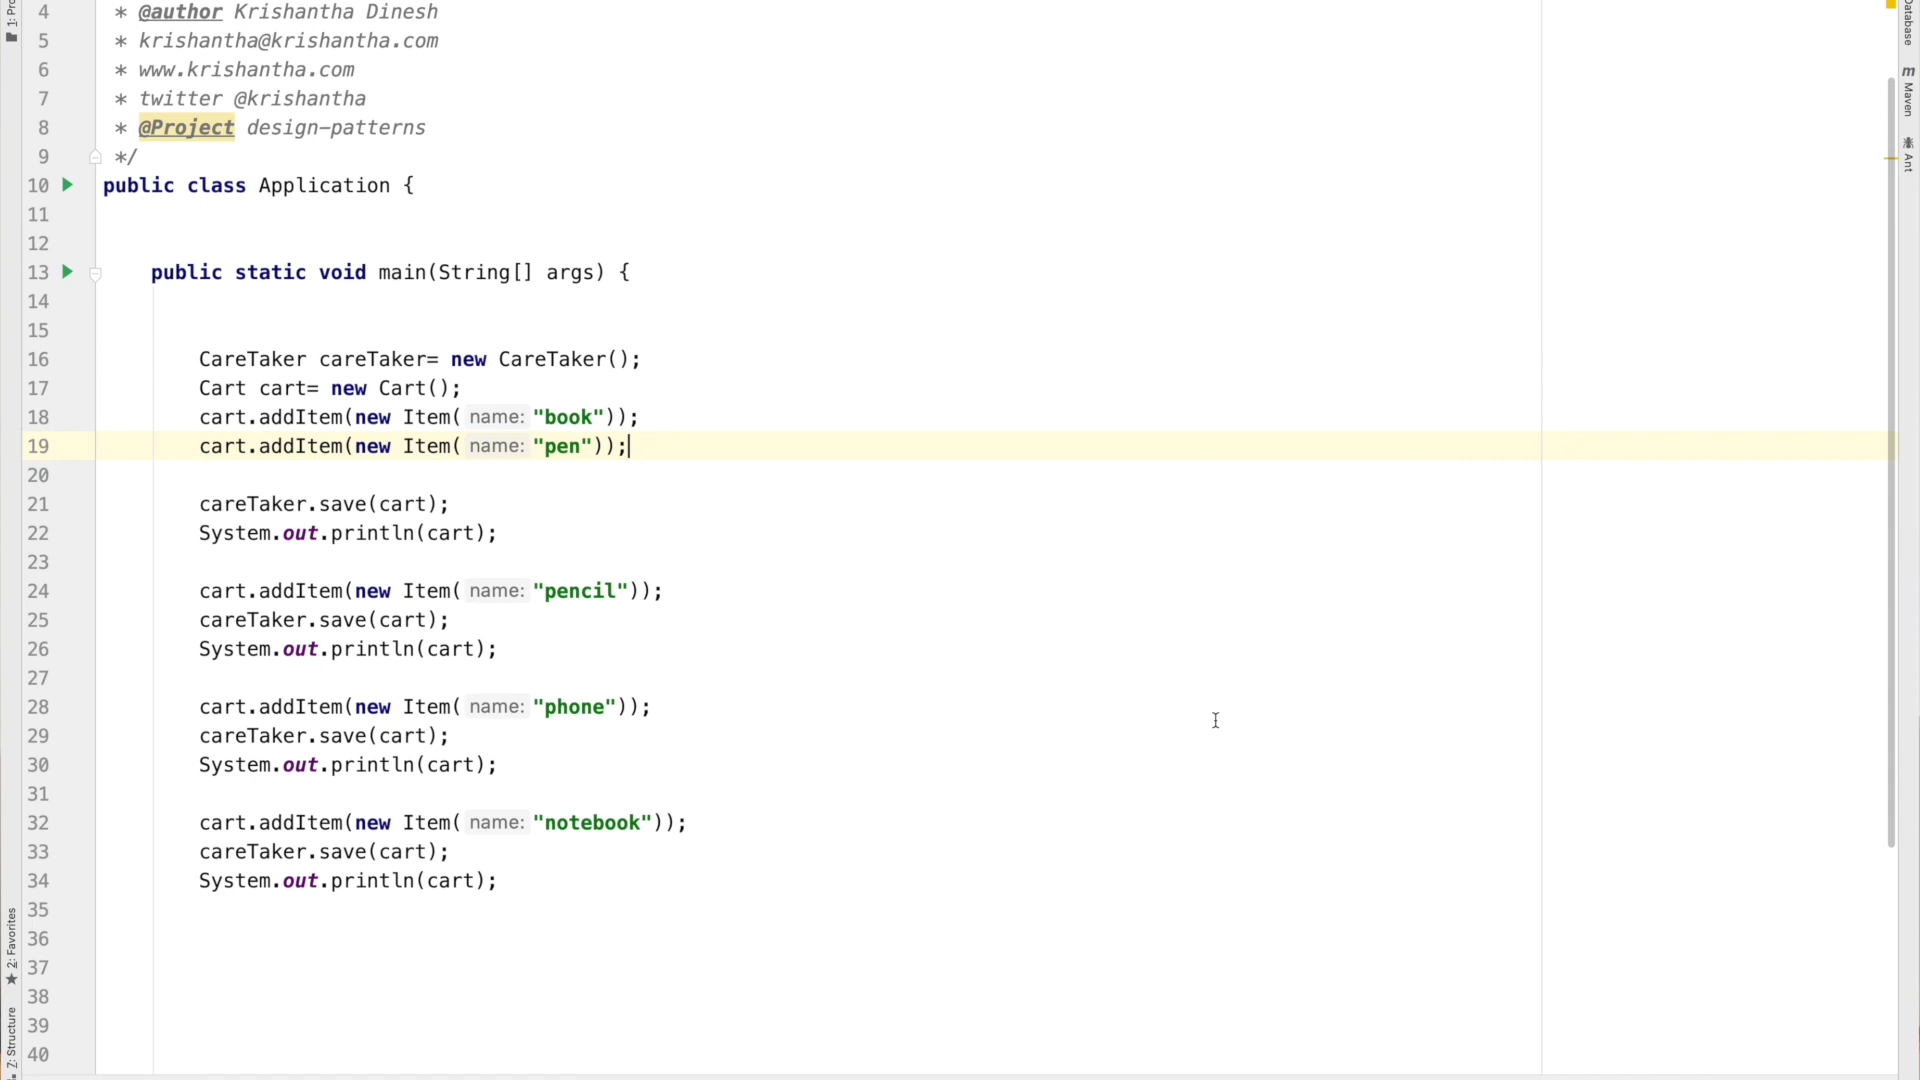 4 * @author Krishantha Dinesh
5 * krishantha@krishantha.com
6 * www.krishantha.com
7 * twitter @krishantha
8 * @Project design-patterns
9 */
10 public class Application {
11
12
13 public static void main(String[] args) {
14
15
16 CareTaker careTaker= new CareTaker();
17 Cart cart= new Cart();
18 cart.addItem(new Item( name: "book"));
19 cart.addItem(new Item( name: "pen"));
20
21 careTaker.save(cart);
22 System.out.println(cart);
23
24 cart.addItem(new Item( name: "pencil"));
25 careTaker.save(cart);
26 System.out.println(cart);
27
28 cart.addItem(new Item( name: "phone"));
29 careTaker.save(cart);
30 System.out.println(cart);
31
32 cart.addItem(new Item( name: "notebook"));
33 careTaker.save(cart);
34 System.out.println(cart);
35
36
37
38
39
40
2: Favorites
Z: Structure
Database
m Maven
Ant